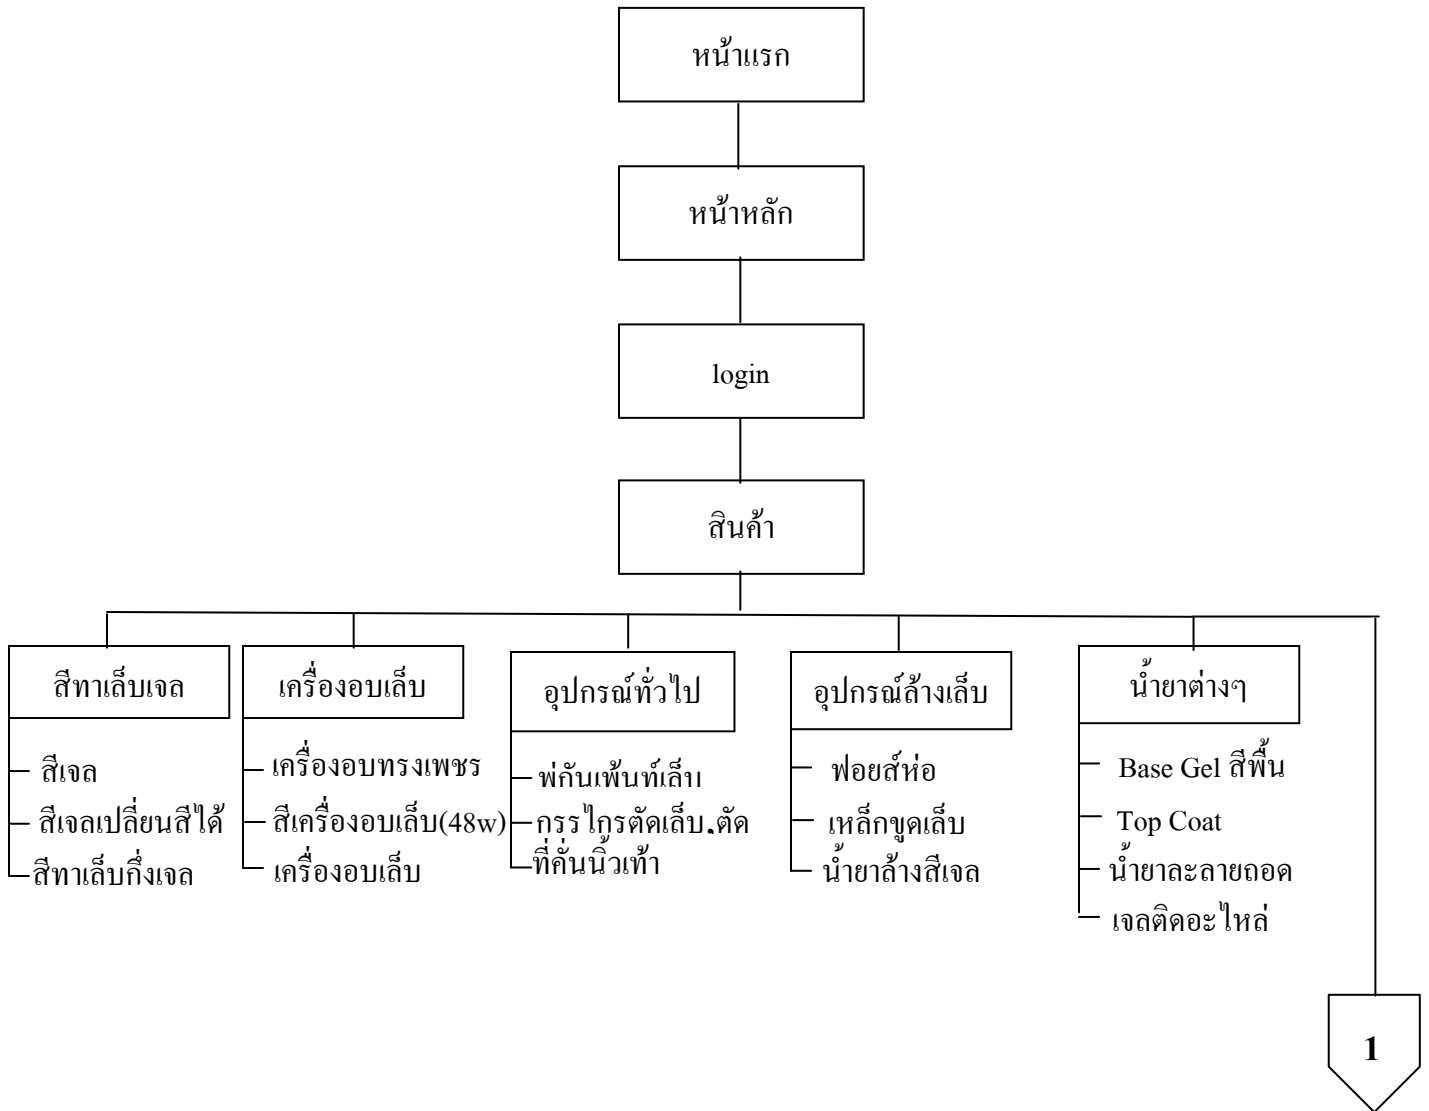 หน้าแรก
หน้าหลัก
login
สินค้า
สีทาเล็บเจล
สีเจล
สีเจลเปลี่ยนสีได้
สีทาเล็บกึ่งเจล
เครื่องอบเล็บ
เครื่องอบทรงเพชร
สีเครื่องอบเล็บ(48w)
เครื่องอบเล็บ
อุปกรณ์ทั่วไป
พ่กันเพ้นท์เล็บ
กรรไกรตัดเล็บ,ตัด
ที่คั่นนิ้วเท้า
อุปกรณ์ล้างเล็บ
ฟอยส์ห่อ
เหล็กขูดเล็บ
น้ำยาล้างสีเจล
น้ำยาต่างๆ
Base Gel สีพื้น
Top Coat
น้ำยาละลายถอด
เจลติดอะไหล่
1